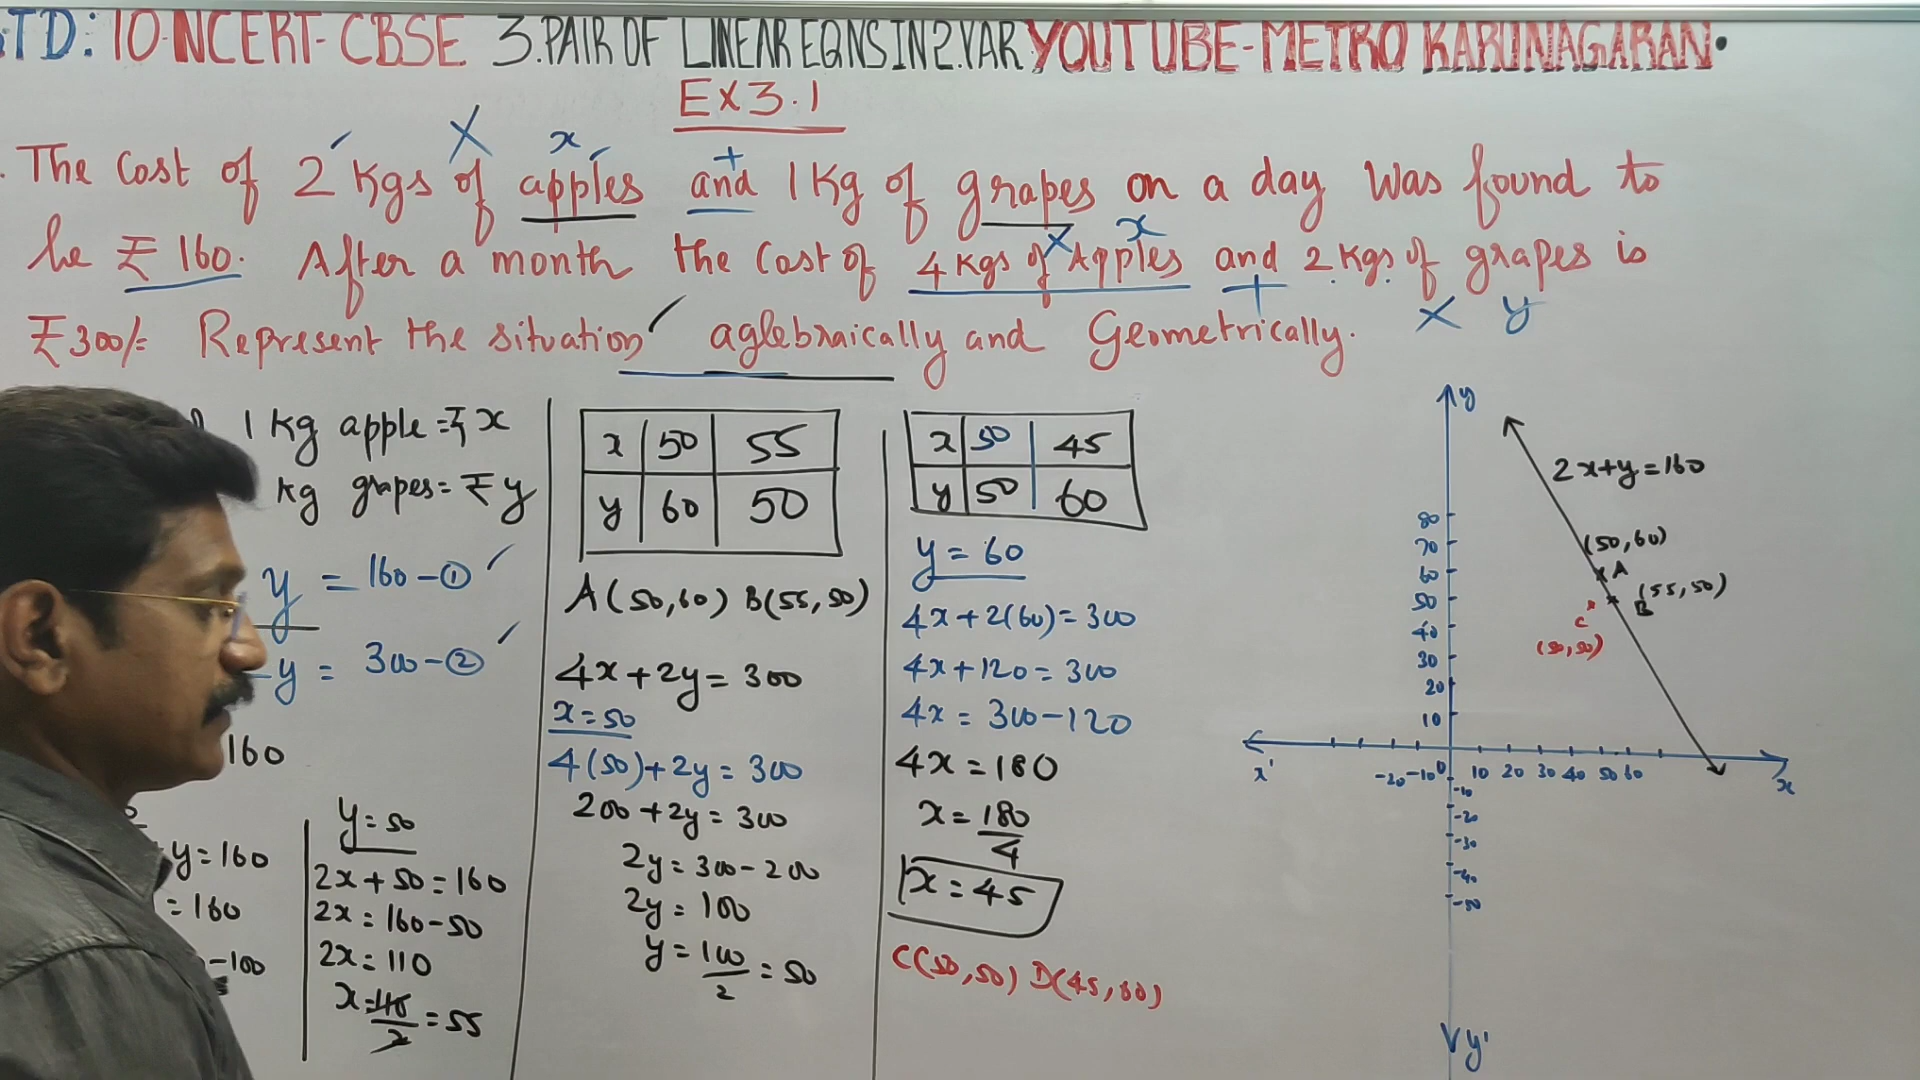 TD: 10-NCERT-CBSE 3.PAIR OF LINEAR EQNS IN 2.VAR YOUTUBE-METRO KARUNAGARAN.
EX 3.1
The Cost of 2 Kgs of apples and 1 Kg of grapes on a day was found to
be ₹ 160. After a month the cost of 4 Kgs of Apples and 2 Kgs of grapes is
₹300/- Represent the situation aglebraically and Geometrically.
x
+
x
+
x y
1 Kg apple = ₹ x
kg grapes = ₹ y
y = 160 - ①
y = 300 - ②
160
y = 160
= 160
-100
y = 50
2x + 50 = 160
2x = 160 - 50
2x = 110
x = 110/2 = 55
x 50 55
y 60 50
A (50,60) B(55,50)
4x + 2y = 300
x = 50
4(50) + 2y = 300
200 + 2y = 300
2y = 300 - 200
2y = 100
y = 100/2 = 50
x 50 45
y 50 60
y = 60
4x + 2(60) = 300
4x + 120 = 300
4x = 300 - 120
4x = 180
x = 180/4
x = 45
C(50,50) D(45,60)
y
2x+y=160
(50,60)
A
(55,50)
B
C
(50,50)
80
70
60
50
40
30
20
10
x' -20 -10 0 10 20 30 40 50 60 x
-10
-20
-30
-40
-50
y'